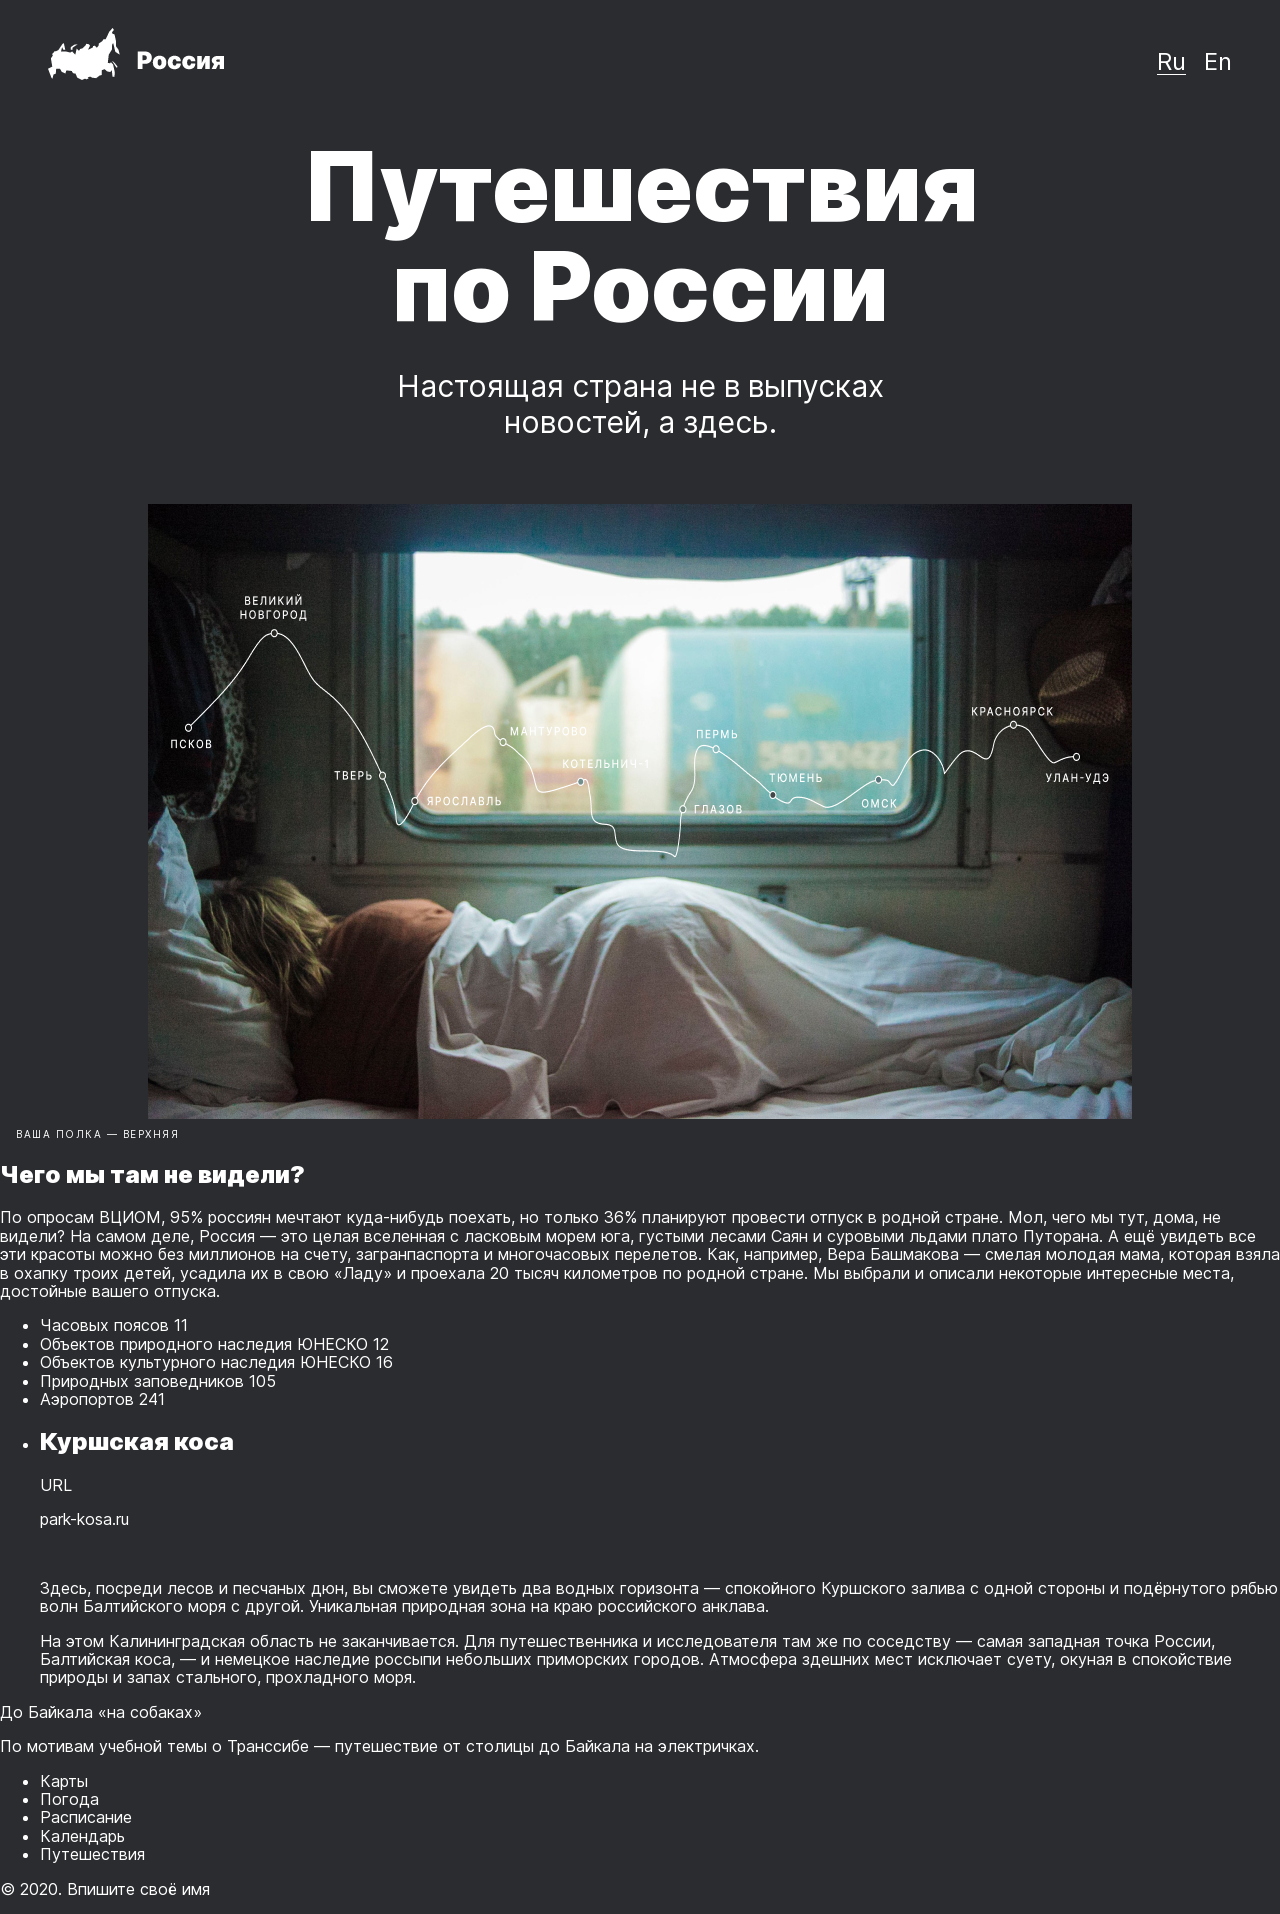 Россия
Ru En
Путешествия
по России
Настоящая страна не в выпусках
новостей, а здесь.
ВЕЛИКИЙ
НОВГОРОД
ПСКОВ
ТВЕРЬ
ЯРОСЛАВЛЬ
МАНТУРОВО
КОТЕЛЬНИЧ-1
ПЕРМЬ
ГЛАЗОВ
ТЮМЕНЬ
ОМСК
КРАСНОЯРСК
УЛАН-УДЭ
54030622
ВАША ПОЛКА — ВЕРХНЯЯ
Чего мы там не видели?
По опросам ВЦИОМ, 95% россиян мечтают куда-нибудь поехать, но только 36% планируют провести отпуск в родной стране. Мол, чего мы тут, дома, не
видели? На самом деле, Россия — это целая вселенная с ласковым морем юга, густыми лесами Саян и суровыми льдами плато Путорана. А ещё увидеть все
эти красоты можно без миллионов на счету, загранпаспорта и многочасовых перелетов. Как, например, Вера Башмакова — смелая молодая мама, которая взяла
в охапку троих детей, усадила их в свою «Ладу» и проехала 20 тысяч километров по родной стране. Мы выбрали и описали некоторые интересные места,
достойные вашего отпуска.
Часовых поясов 11
Объектов природного наследия ЮНЕСКО 12
Объектов культурного наследия ЮНЕСКО 16
Природных заповедников 105
Аэропортов 241
Куршская коса
URL
park-kosa.ru
Здесь, посреди лесов и песчаных дюн, вы сможете увидеть два водных горизонта — спокойного Куршского залива с одной стороны и подёрнутого рябью
волн Балтийского моря с другой. Уникальная природная зона на краю российского анклава.
На этом Калининградская область не заканчивается. Для путешественника и исследователя там же по соседству — самая западная точка России,
Балтийская коса, — и немецкое наследие россыпи небольших приморских городов. Атмосфера здешних мест исключает суету, окуная в спокойствие
природы и запах стального, прохладного моря.
До Байкала «на собаках»
По мотивам учебной темы о Транссибе — путешествие от столицы до Байкала на электричках.
Карты
Погода
Расписание
Календарь
Путешествия
© 2020. Впишите своё имя